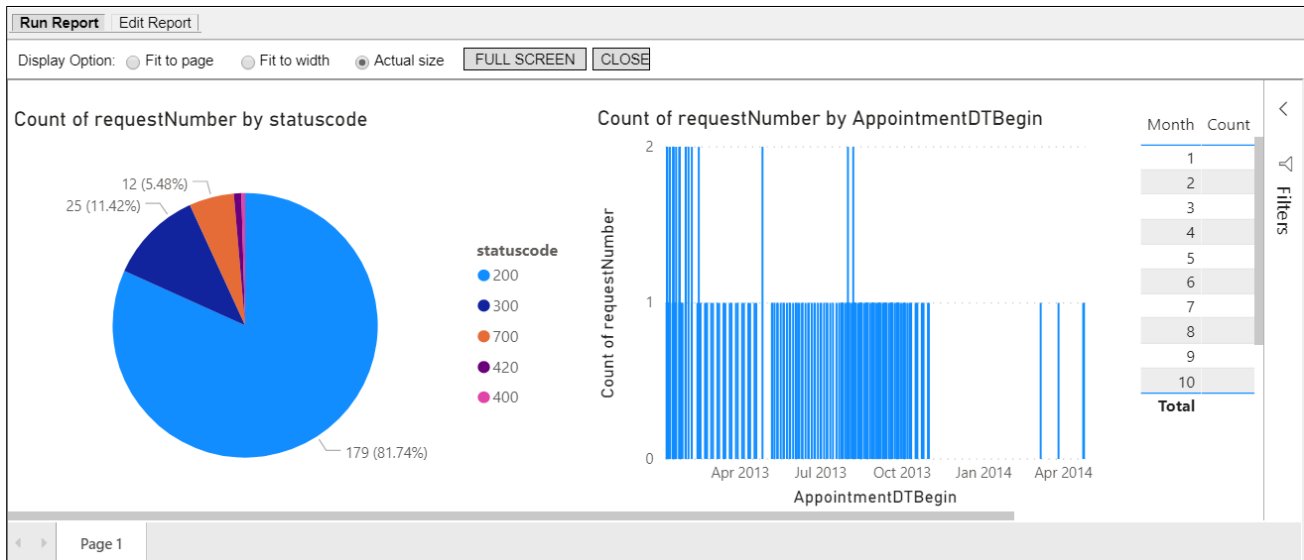 Run Report Edit Report
Display Option: Fit to page Fit to width Actual size FULL SCREEN CLOSE
Count of requestNumber by statuscode
12 (5.48%)
25 (11.42%)
179 (81.74%)
statuscode
200
300
700
420
400
Count of requestNumber by AppointmentDTBegin
Count of requestNumber
2
1
0
Apr 2013 Jul 2013 Oct 2013 Jan 2014 Apr 2014
AppointmentDTBegin
Month Count
1
2
3
4
5
6
7
8
9
10
Total
Filters
Page 1